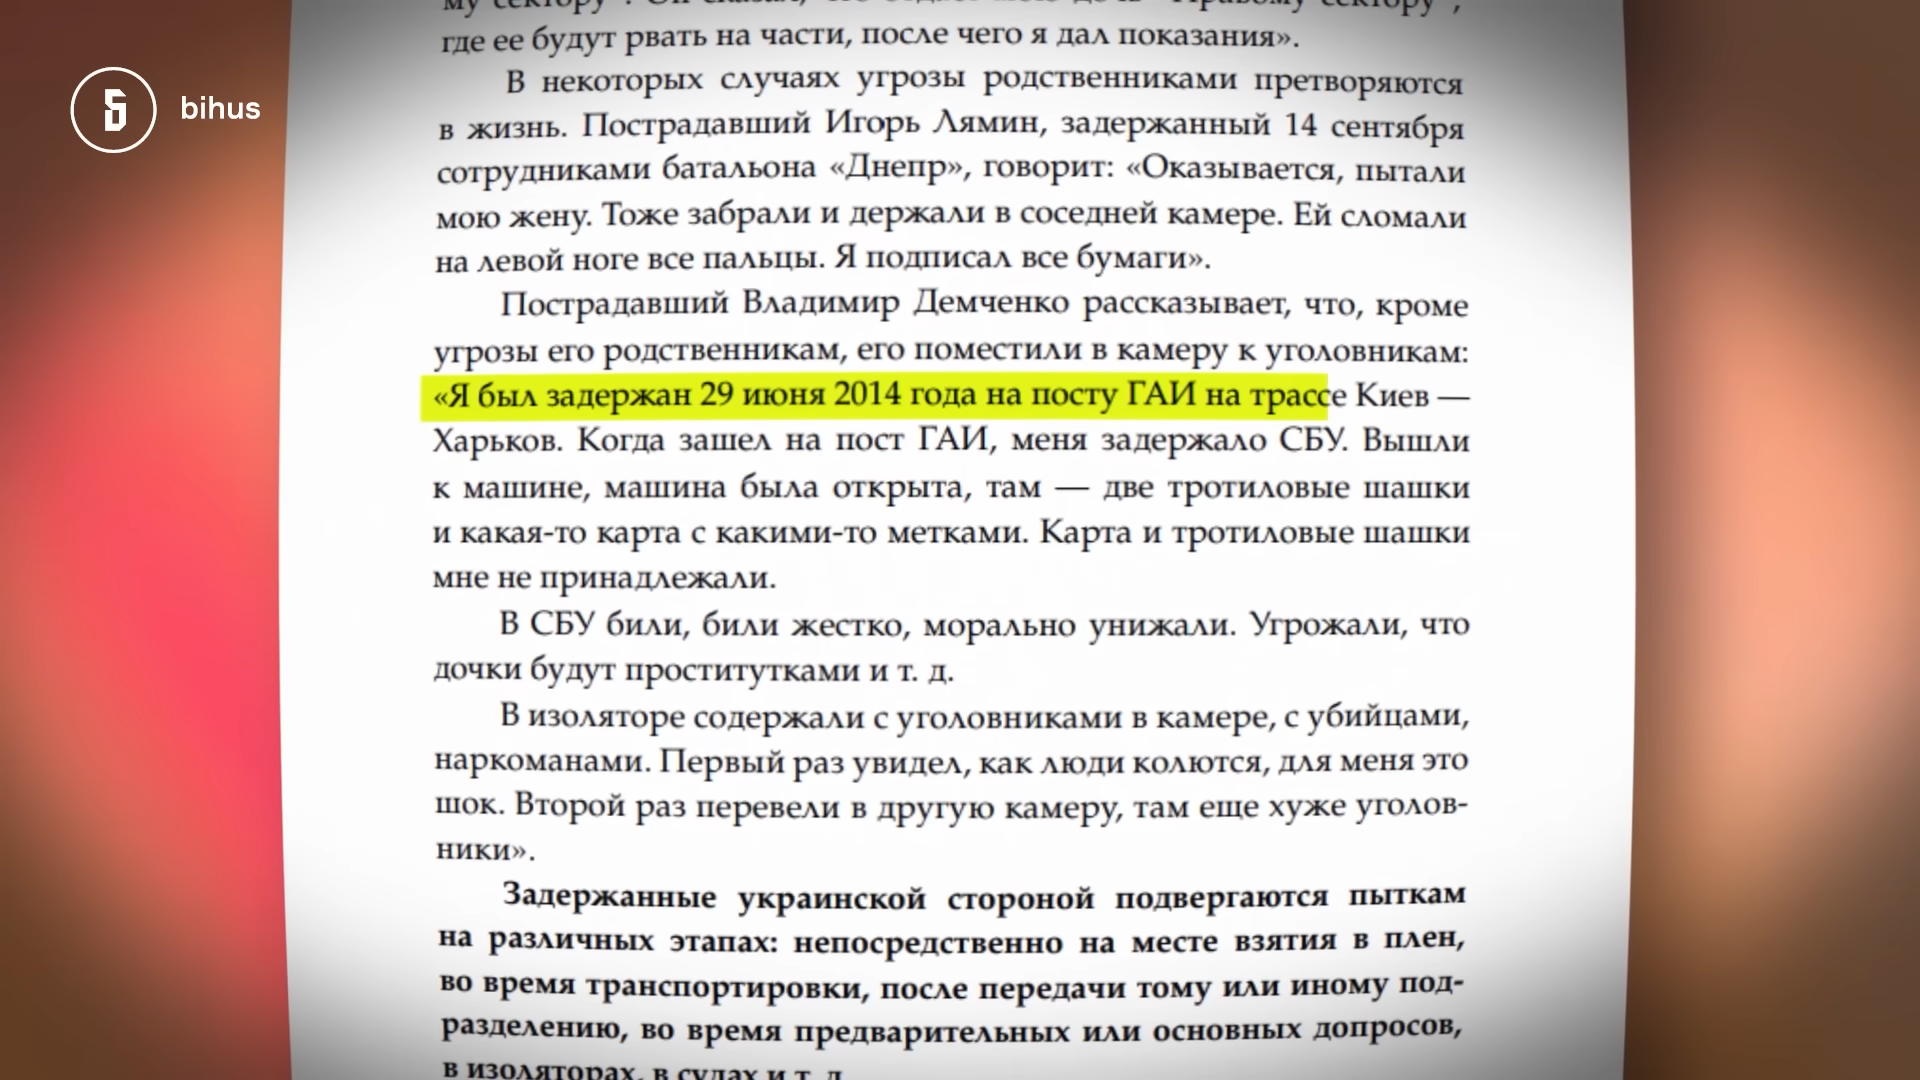 bihus
где ее будут рвать на части, после чего я дал показания».
В некоторых случаях угрозы родственниками претворяются
в жизнь. Пострадавший Игорь Лямин, задержанный 14 сентября
сотрудниками батальона «Днепр», говорит: «Оказывается, пытали
мою жену. Тоже забрали и держали в соседней камере. Ей сломали
на левой ноге все пальцы. Я подписал все бумаги».
Пострадавший Владимир Демченко рассказывает, что, кроме
угрозы его родственникам, его поместили в камеру к уголовникам:
«Я был задержан 29 июня 2014 года на посту ГАИ на трассе Киев —
Харьков. Когда зашел на пост ГАИ, меня задержало СБУ. Вышли
к машине, машина была открыта, там — две тротиловые шашки
и какая-то карта с какими-то метками. Карта и тротиловые шашки
мне не принадлежали.
В СБУ били, били жестко, морально унижали. Угрожали, что
дочки будут проститутками и т. д.
В изоляторе содержали с уголовниками в камере, с убийцами,
наркоманами. Первый раз увидел, как люди колются, для меня это
шок. Второй раз перевели в другую камеру, там еще хуже уголов-
ники».
Задержанные украинской стороной подвергаются пыткам
на различных этапах: непосредственно на месте взятия в плен,
во время транспортировки, после передачи тому или иному под-
разделению, во время предварительных или основных допросов,
в изоляторах, в судах и т. д.